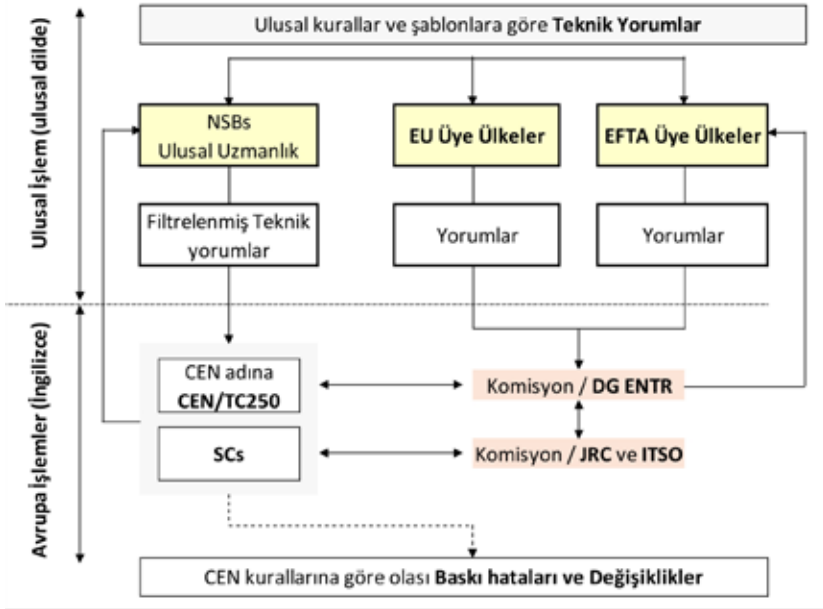 Ulusal kurallar ve şablonlara göre Teknik Yorumlar
Ulusal İşlem (ulusal dilde)
NSBs
Ulusal Uzmanlık
EU Üye Ülkeler
EFTA Üye Ülkeler
Filtrelenmiş Teknik
yorumlar
Yorumlar
Yorumlar
Avrupa işlemler (İngilizce)
CEN adına
CEN/TC250
SCs
Komisyon / DG ENTR
Komisyon / JRC ve ITSO
CEN kurallarına göre olası Baskı hataları ve Değişiklikler